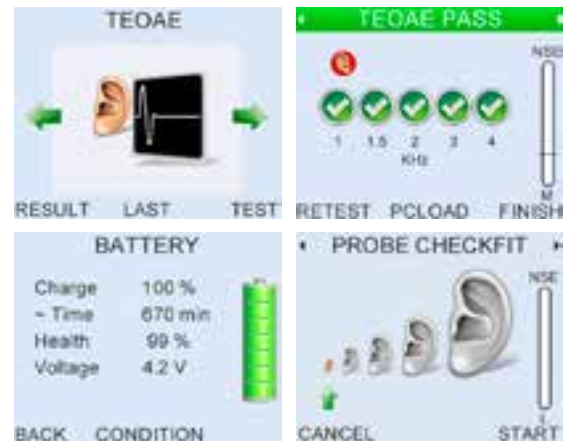 TEOAE
RESULT LAST TEST
TEOAE PASS
NSE
1 1.5 2 3 4
KHz
M
RETEST PCLOAD FINISH
BATTERY
Charge 100 %
~ Time 670 min
Health 99 %
Voltage 4.2 V
BACK CONDITION
PROBE CHECKFIT
NSE
L
CANCEL START